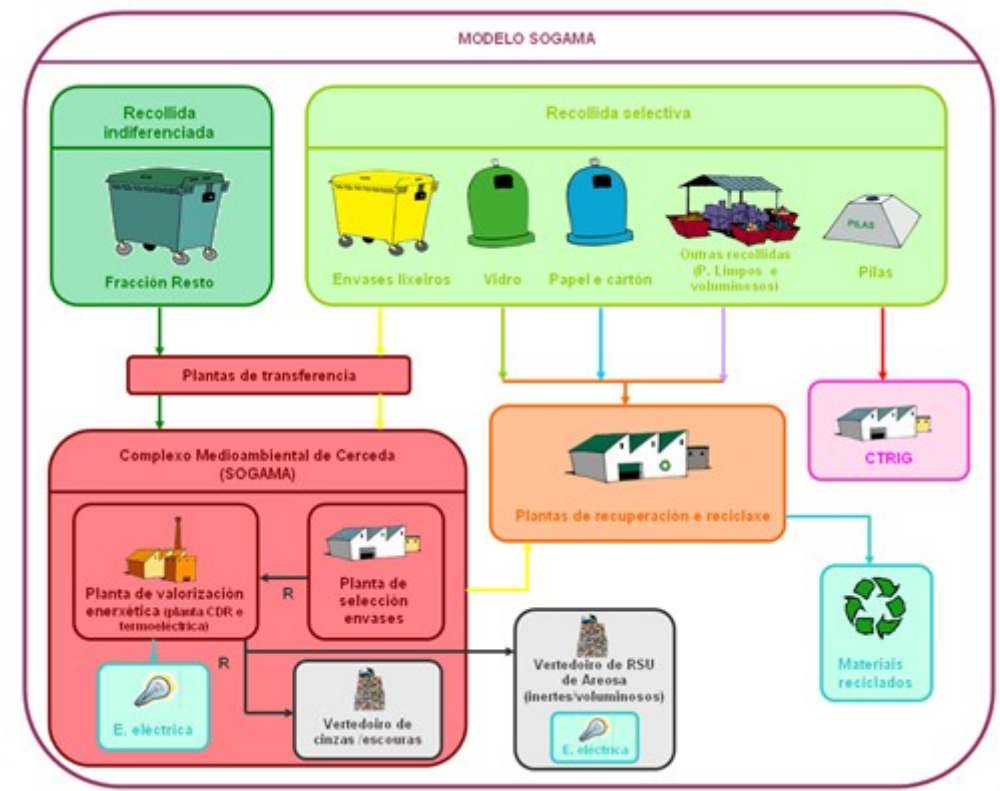 MODELO SOGAMA
Recollida
indiferenciada
Fracción Resto
Recollida selectiva
Envases lixeiros
Vidro
Papel e cartón
Outras recollidas
(P. Limpos e
voluminosos)
PILAS
Pilas
Plantas de transferencia
Complexo Medioambiental de Cerceda
(SOGAMA)
Planta de valorización
enerxética (planta CDR e
termoeléctrica)
R
Planta de
selección
envases
R
E. eléctrica
Vertedoiro de
cinzas /escouras
Plantas de recuperación e reciclaxe
CTRIG
Vertedoiro de RSU
de Areosa
(inertes/voluminosos)
E. eléctrica
Materiais
reciclados